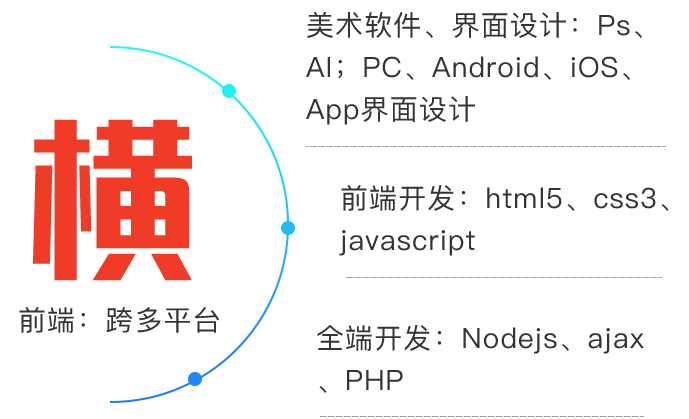 横
前端：跨多平台
美术软件、界面设计：Ps、
AI；PC、Android、iOS、
App界面设计
前端开发：html5、css3、
javascript
全端开发：Nodejs、ajax
、PHP